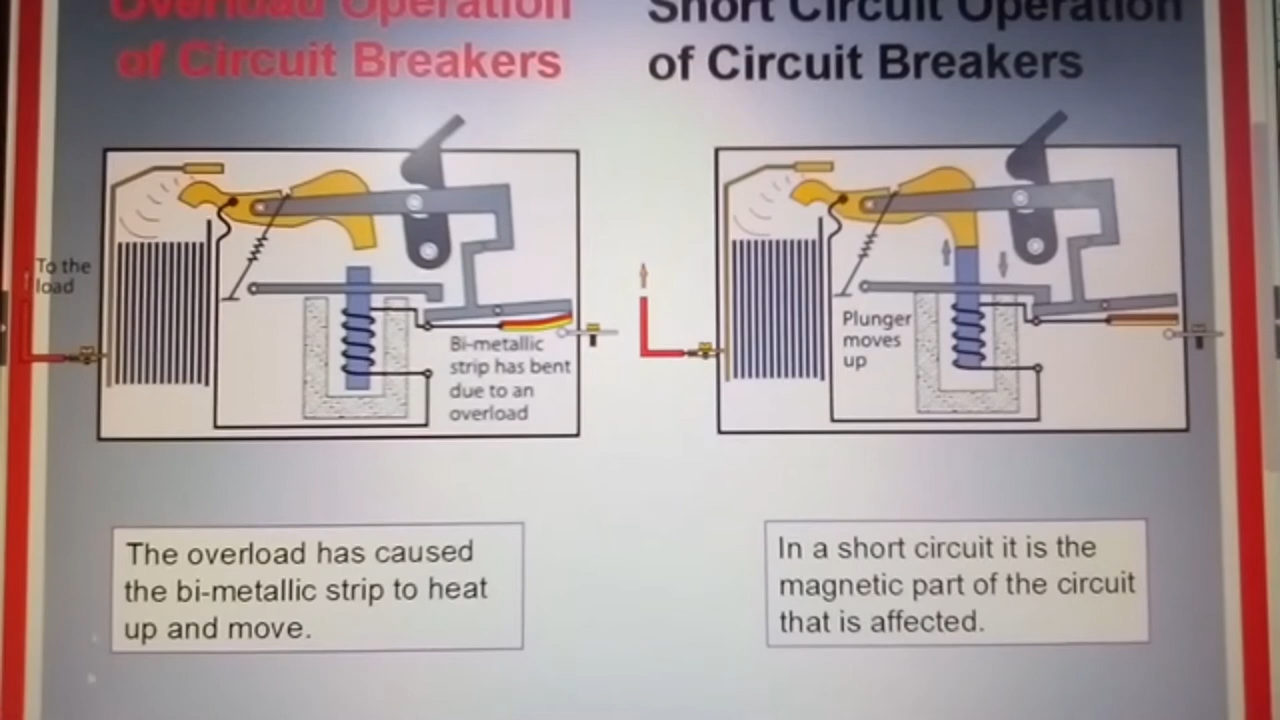 Overload Operation
of Circuit Breakers
Short Circuit Operation
of Circuit Breakers
To the
load
Bi-metallic
strip has bent
due to an
overload
Plunger
moves
up
The overload has caused
the bi-metallic strip to heat
up and move.
In a short circuit it is the
magnetic part of the circuit
that is affected.